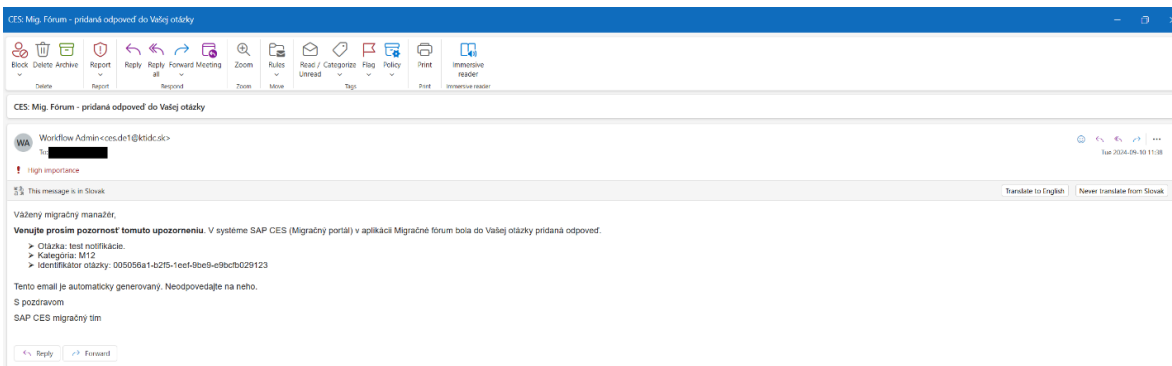 CES: Mig. Fórum - pridaná odpoveď do Vašej otázky
Block Delete Archive Report Reply Reply all Forward Meeting Zoom Rules Read / Unread Categorize Flag Policy Print Immersive reader
Delete Report Respond Zoom Move Tags Print Immersive reader
CES: Mig. Fórum - pridaná odpoveď do Vašej otázky
WA Workflow Admin<ces.de1@ktidc.sk>
To:
Tue 2024-09-10 11:38
High importance
This message is in Slovak Translate to English Never translate from Slovak
Vážený migračný manažér,
Venujte prosím pozornosť tomuto upozorneniu. V systéme SAP CES (Migračný portál) v aplikácii Migračné fórum bola do Vašej otázky pridaná odpoveď.
➤ Otázka: test notifikácie.
➤ Kategória: M12
➤ Identifikátor otázky: 005056a1-b2f5-1eef-9be9-e9bcfb029123
Tento email je automaticky generovaný. Neodpovedajte na neho.
S pozdravom
SAP CES migračný tím
Reply Forward